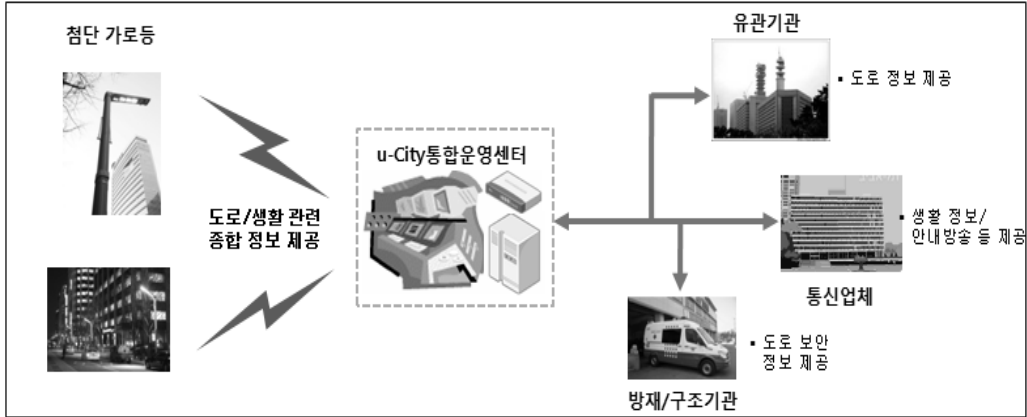 첨단 가로등
유관기관
▪ 도로 정보 제공
u-City통합운영센터
도로/생활 관련
종합 정보 제공
▪ 생활 정보/
안내방송 등 제공
통신업체
▪ 도로 보안
정보 제공
방재/구조기관